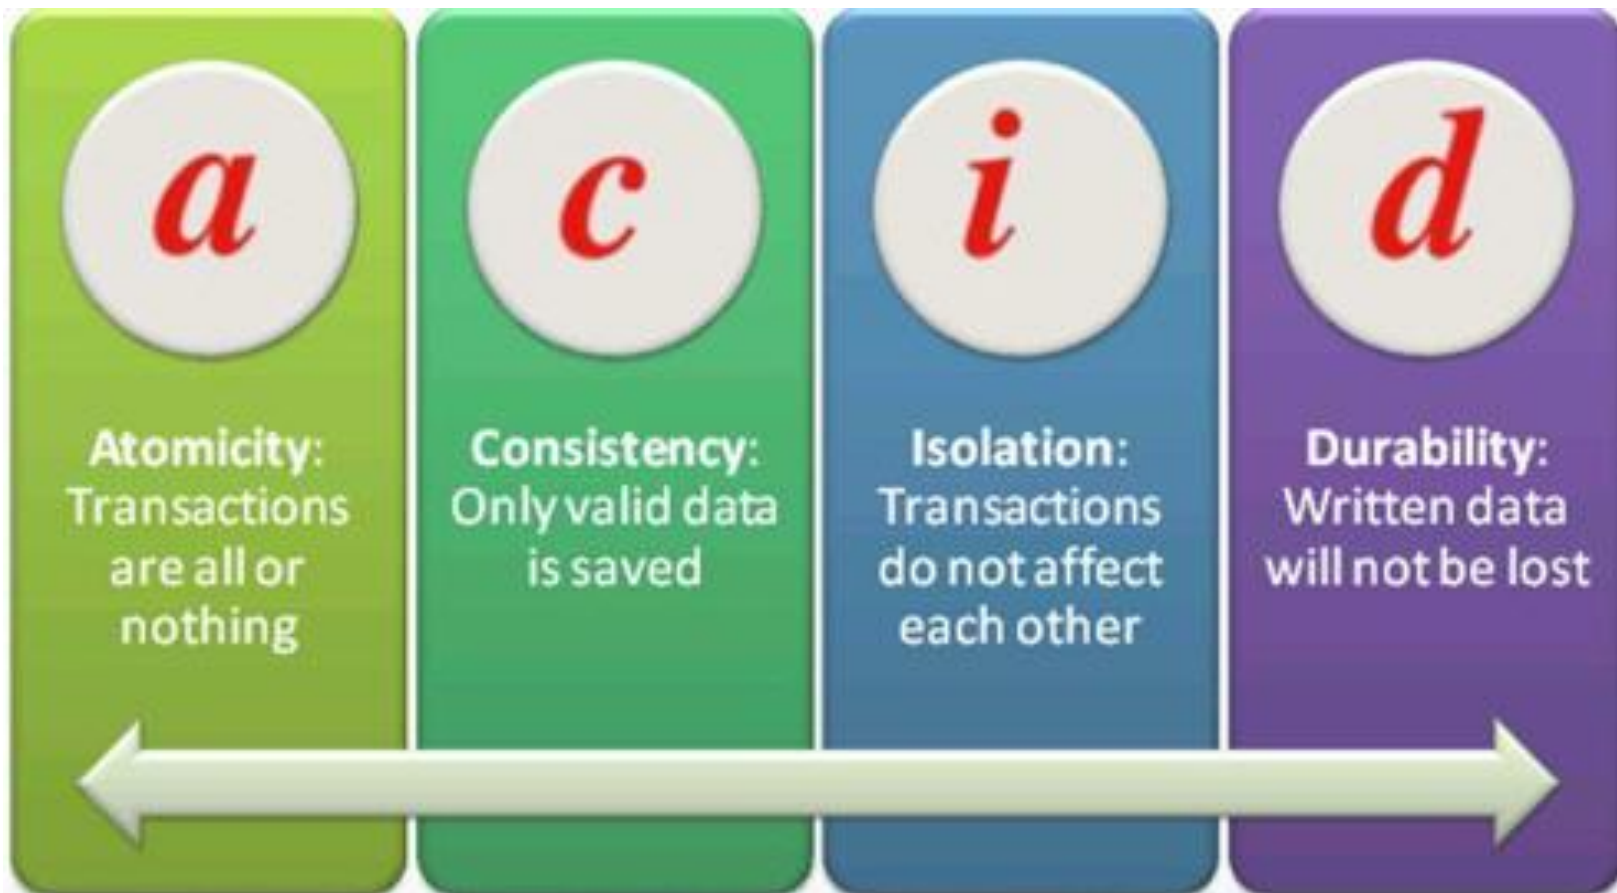 a
Atomicity:
Transactions
are all or
nothing
c
Consistency:
Only valid data
is saved
i
Isolation:
Transactions
do not affect
each other
d
Durability:
Written data
will not be lost